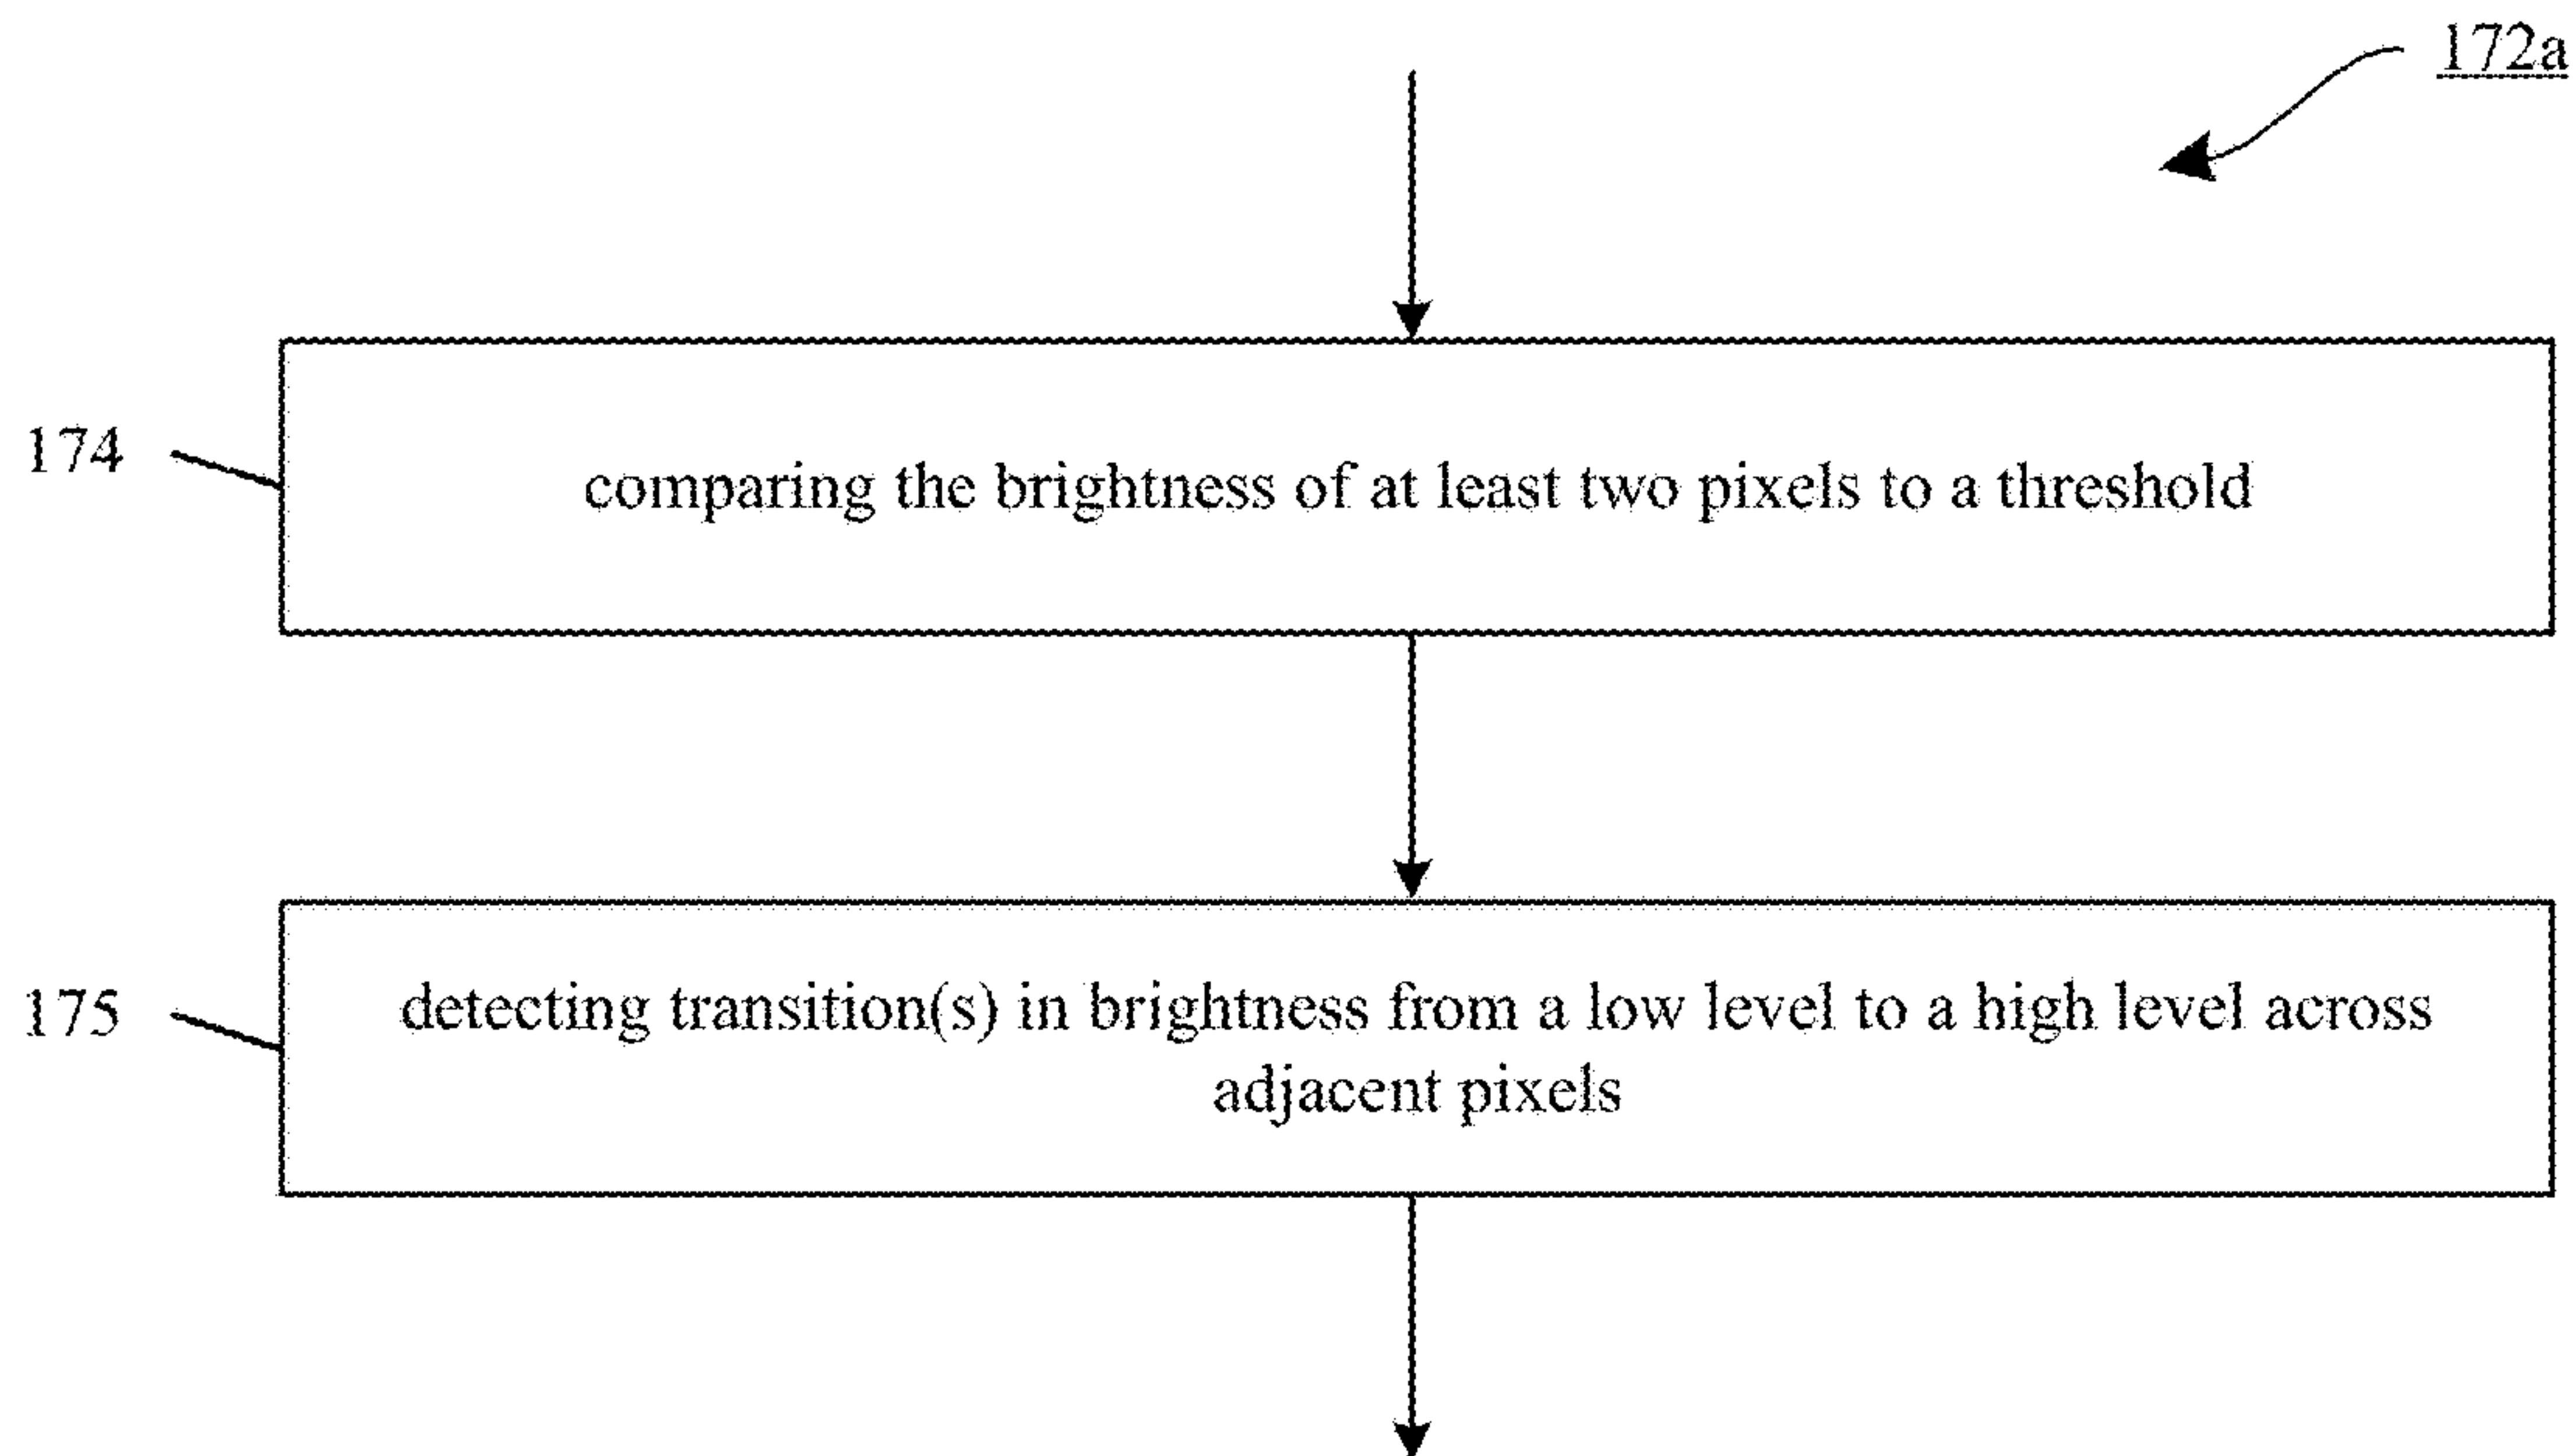 172a
174
comparing the brightness of at least two pixels to a threshold
175
detecting transition(s) in brightness from a low level to a high level across
adjacent pixels